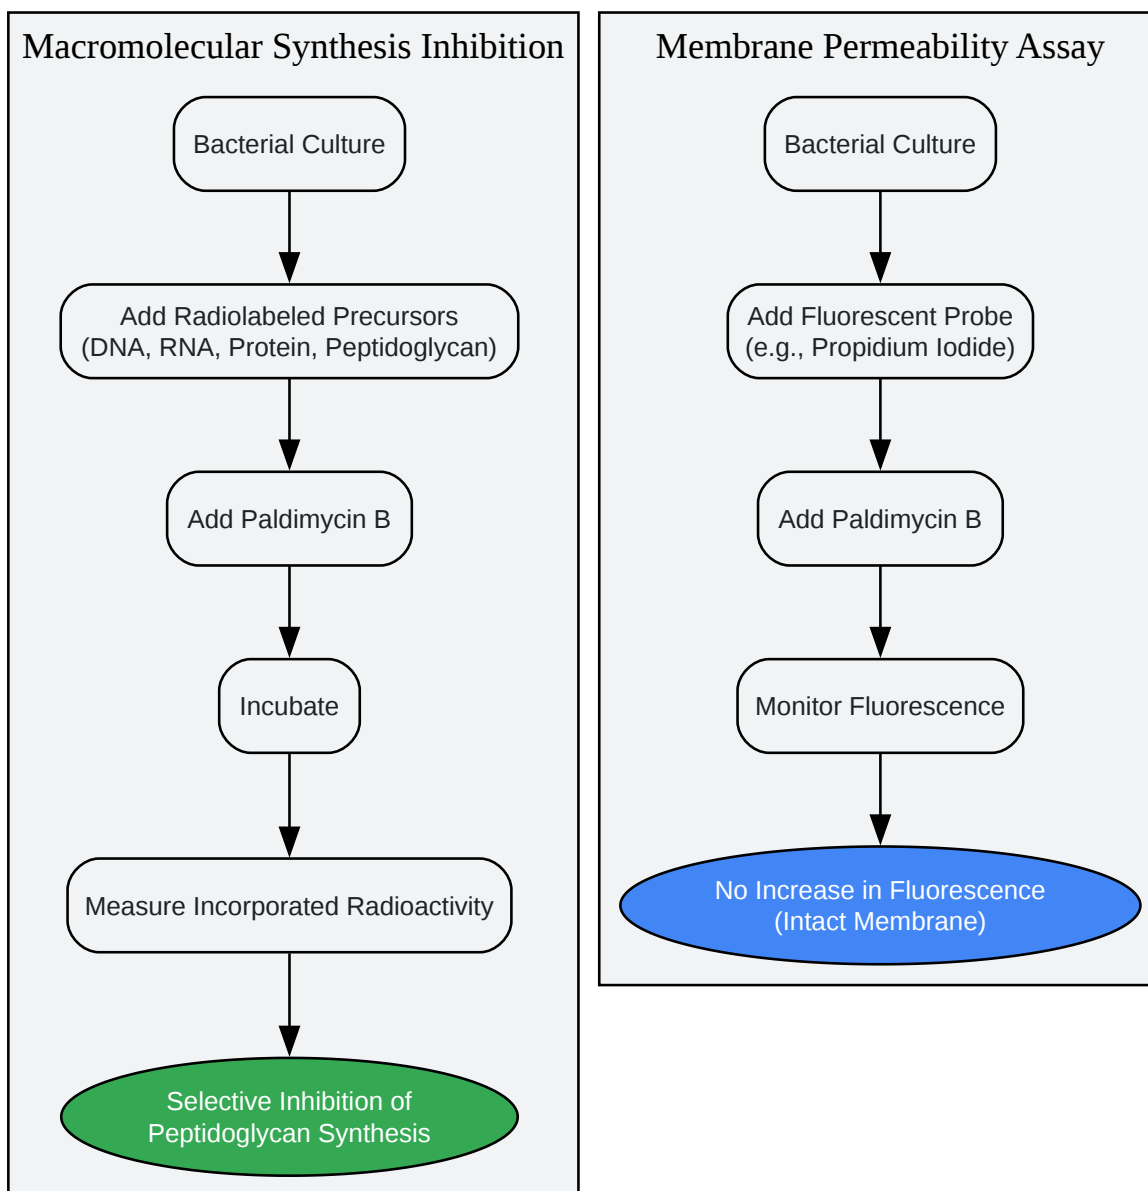 Macromolecular Synthesis Inhibition
Bacterial Culture
Add Radiolabeled Precursors
(DNA, RNA, Protein, Peptidoglycan)
Add Paldimycin B
Incubate
Measure Incorporated Radioactivity
Selective Inhibition of
Peptidoglycan Synthesis
Membrane Permeability Assay
Bacterial Culture
Add Fluorescent Probe
(e.g., Propidium Iodide)
Add Paldimycin B
Monitor Fluorescence
No Increase in Fluorescence
(Intact Membrane)